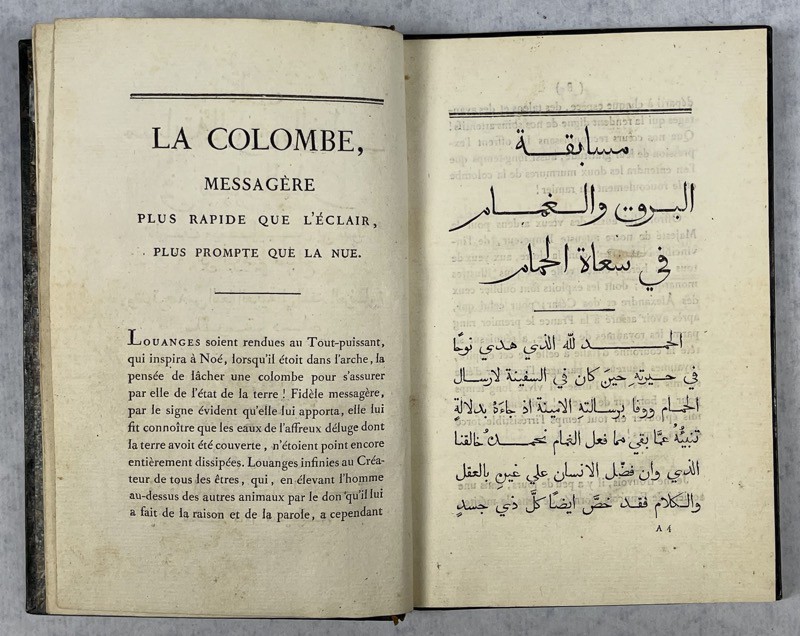 LA COLOMBE,
MESSAGÈRE
PLUS RAPIDE QUE L'ÉCLAIR,
PLUS PROMPTE QUE LA NUE.
LOUANGES soient rendues au Tout-puissant,
qui inspira à Noé, lorsqu'il étoit dans l'arche, la
pensée de lâcher une colombe pour s'assurer
par elle de l'état de la terre ! Fidèle messagère,
par le signe évident qu'elle lui apporta, elle lui
fit connoître que les eaux de l'affreux déluge dont
la terre avoit été couverte, n'étoient point encore
entièrement dissipées. Louanges infinies au Créa-
teur de tous les êtres, qui, en élevant l'homme
au-dessus des autres animaux par le don qu'il lui
a fait de la raison et de la parole, a cependant
مسابقة
البروق والغمام
في سعاة الحمام
الحمد لله الذي هدي نوحًا
في حيرته حين كان في السفينة لارسال
الحمام ووفا برسالته الامينة اذ جاءهُ بدلالةٍ
تنبيُهُ عمّا بقي مما فعل التمام نحمدكُ خالقنا
الذي وان فضّل الانسان علي غين بالعقل
والكلام فقد خصّ ايضًا كلَّ ذي جسدٍ
A 4